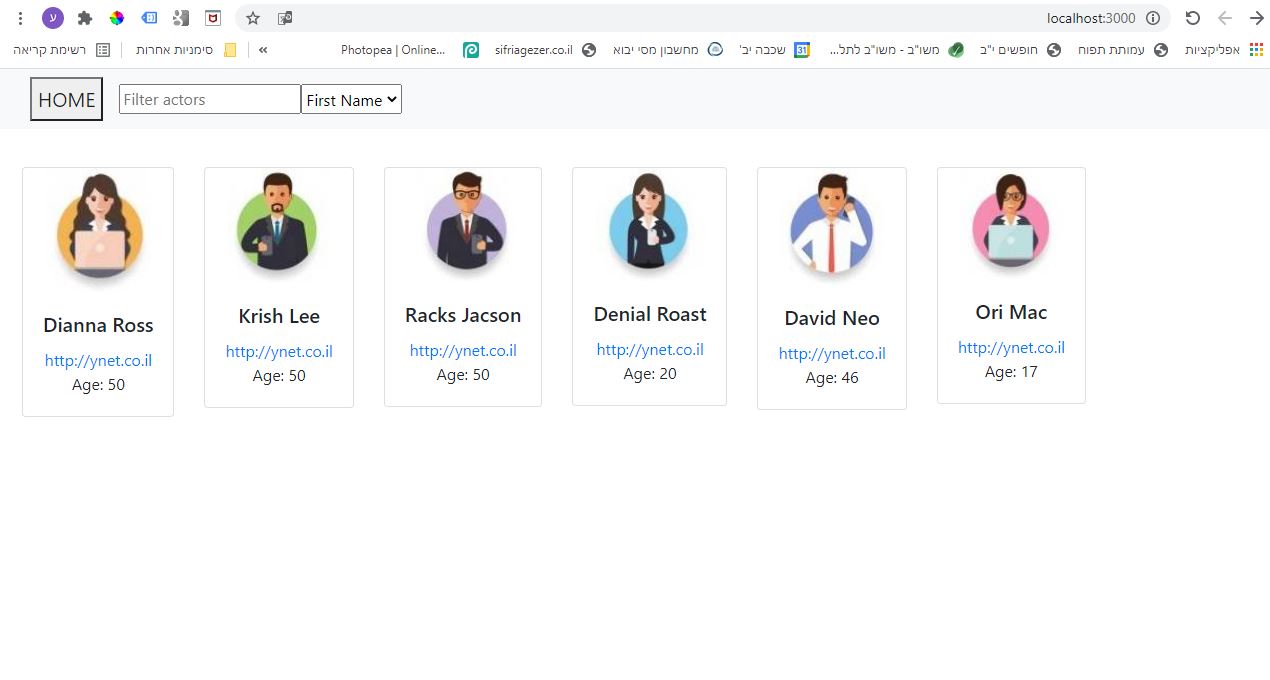 localhost:3000
אפליקציות
עמותת תפוח
חופשים י"ב
משו"ב - משו"ב לתל...
31
שכבה יב'
מחשבון מסי יבוא
sifriagezer.co.il
Photopea | Online...
»
סימניות אחרות
רשימת קריאה
HOME
Filter actors
First Name
Dianna Ross
http://ynet.co.il
Age: 50
Krish Lee
http://ynet.co.il
Age: 50
Racks Jacson
http://ynet.co.il
Age: 50
Denial Roast
http://ynet.co.il
Age: 20
David Neo
http://ynet.co.il
Age: 46
Ori Mac
http://ynet.co.il
Age: 17